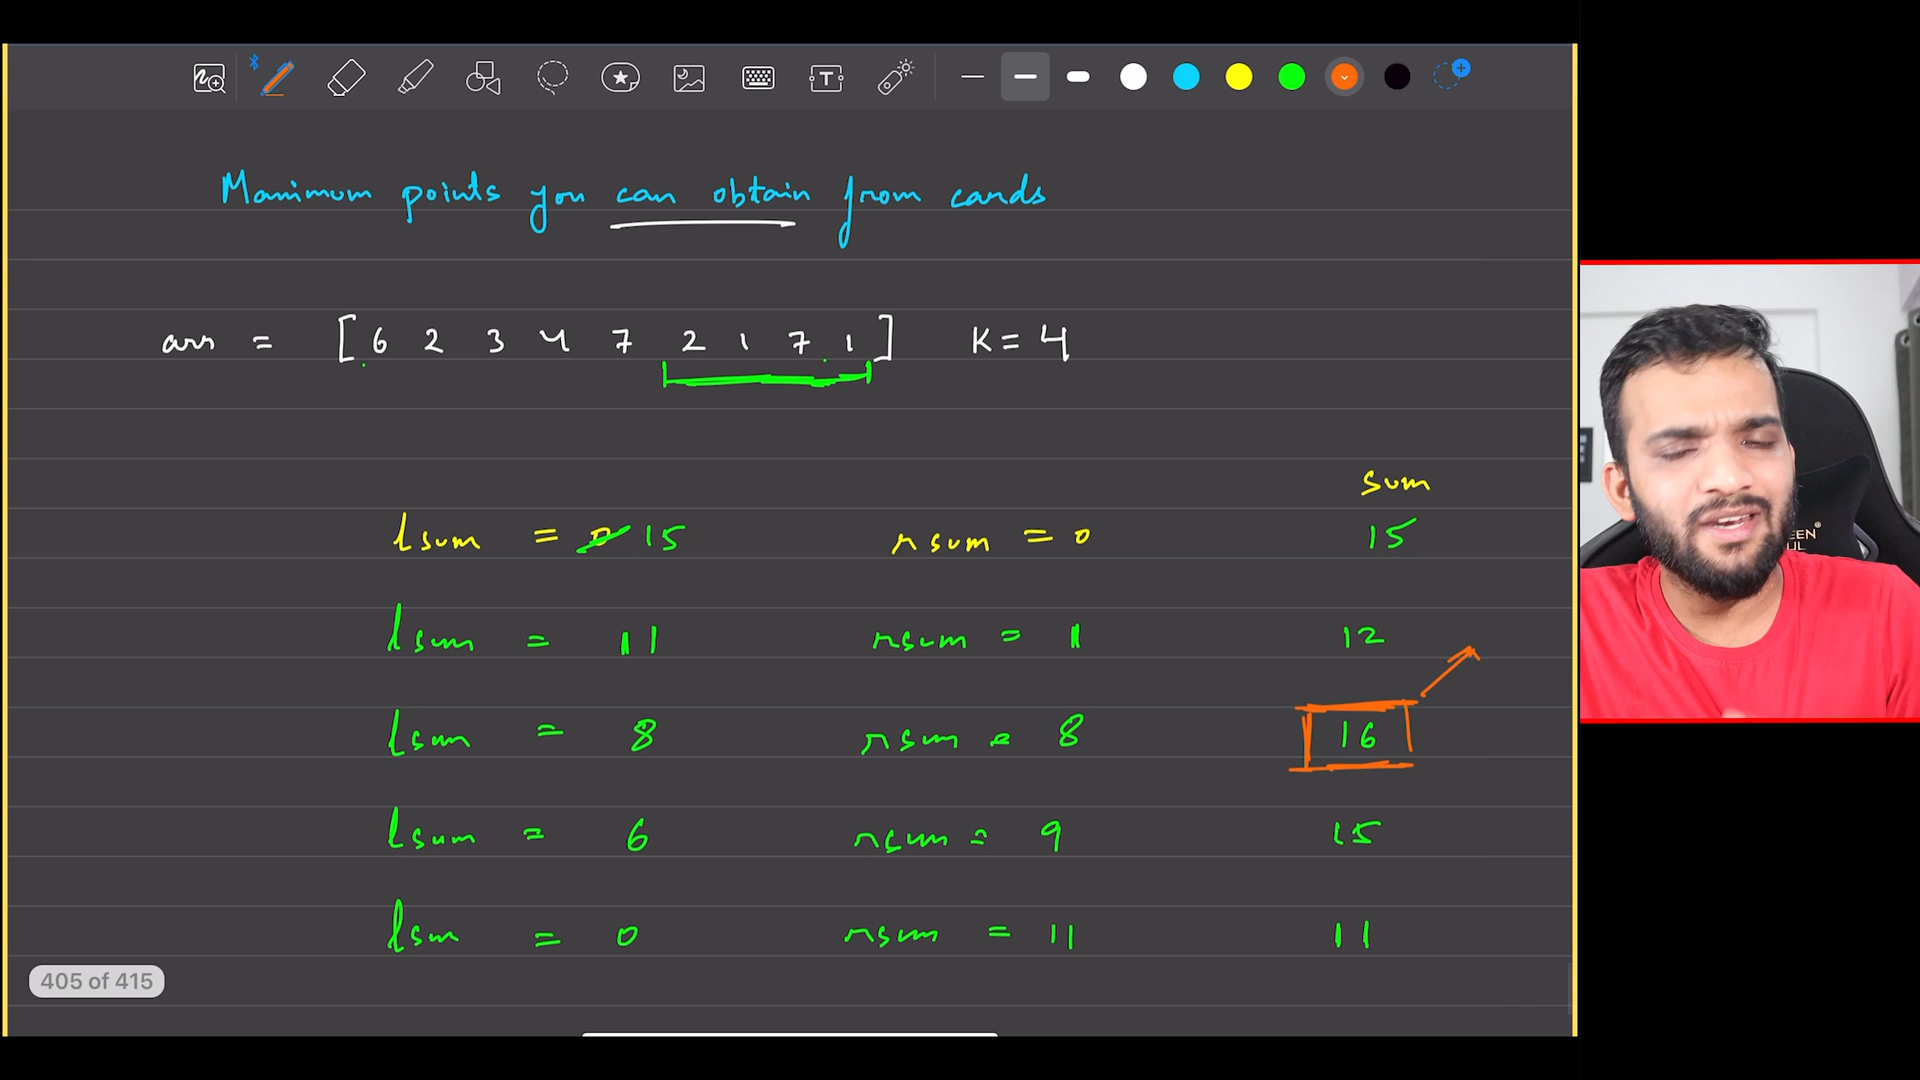 Maximum points you can obtain from cards
arr = [6 2 3 4 7 2 1 7 1] K = 4
sum
lsum = 0 15 rsum = 0 15
lsum = 11 rsum = 1 12
lsum = 8 rsum = 8 16
lsum = 6 rsum = 9 15
lsum = 0 rsum = 11 11
405 of 415